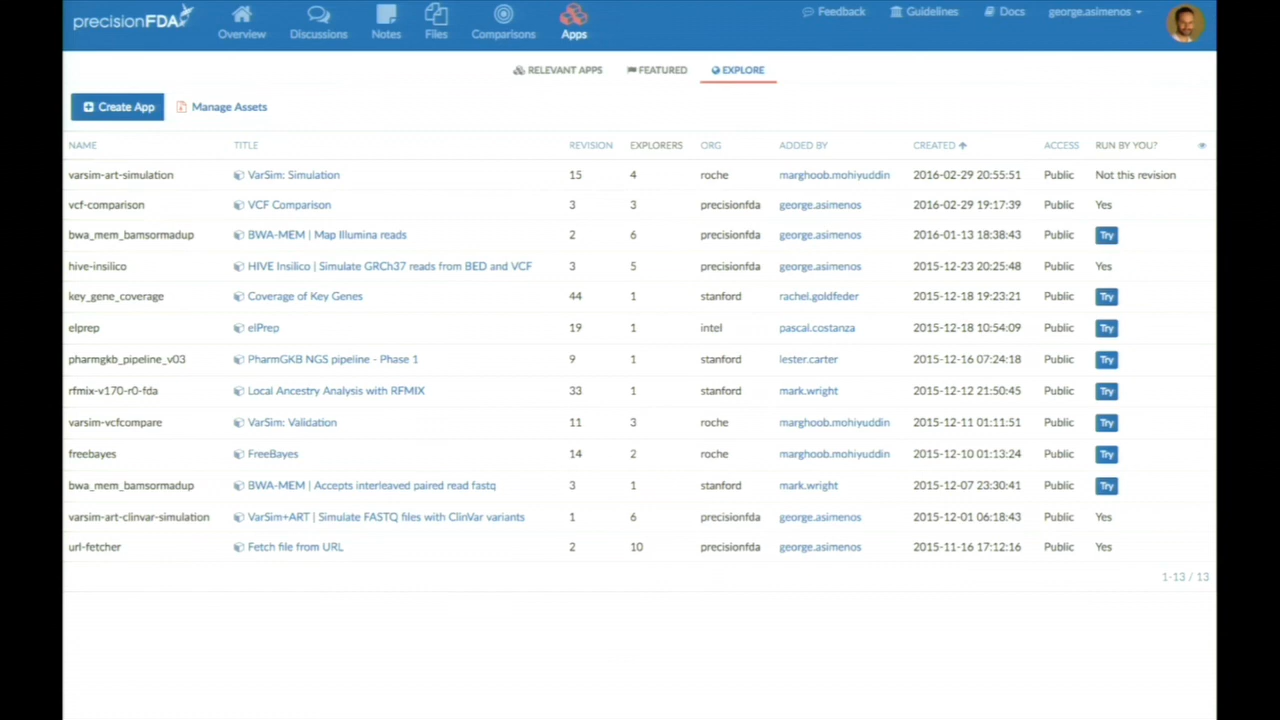 precisionFDA Overview Discussions Notes Files Comparisons Apps Feedback Guidelines Docs george.asimenos
RELEVANT APPS FEATURED EXPLORE
Create App Manage Assets
NAME TITLE REVISION EXPLORERS ORG ADDED BY CREATED ACCESS RUN BY YOU?
varsim-art-simulation VarSim: Simulation 15 4 roche marghoob.mohiyuddin 2016-02-29 20:55:51 Public Not this revision
vcf-comparison VCF Comparison 3 3 precisionfda george.asimenos 2016-02-29 19:17:39 Public Yes
bwa_mem_bamsormadup BWA-MEM | Map Illumina reads 2 6 precisionfda george.asimenos 2016-01-13 18:38:43 Public Try
hive-insilico HIVE Insilico | Simulate GRCh37 reads from BED and VCF 3 5 precisionfda george.asimenos 2015-12-23 20:25:48 Public Yes
key_gene_coverage Coverage of Key Genes 44 1 stanford rachel.goldfeder 2015-12-18 19:23:21 Public Try
elprep elPrep 19 1 intel pascal.costanza 2015-12-18 10:54:09 Public Try
pharmgkb_pipeline_v03 PharmGKB NGS pipeline - Phase 1 9 1 stanford lester.carter 2015-12-16 07:24:18 Public Try
rfmix-v170-r0-fda Local Ancestry Analysis with RFMIX 33 1 stanford mark.wright 2015-12-12 21:50:45 Public Try
varsim-vcfcompare VarSim: Validation 11 3 roche marghoob.mohiyuddin 2015-12-11 01:11:51 Public Try
freebayes FreeBayes 14 2 roche marghoob.mohiyuddin 2015-12-10 01:13:24 Public Try
bwa_mem_bamsormadup BWA-MEM | Accepts interleaved paired read fastq 3 1 stanford mark.wright 2015-12-07 23:30:41 Public Try
varsim-art-clinvar-simulation VarSim+ART | Simulate FASTQ files with ClinVar variants 1 6 precisionfda george.asimenos 2015-12-01 06:18:43 Public Yes
url-fetcher Fetch file from URL 2 10 precisionfda george.asimenos 2015-11-16 17:12:16 Public Yes
1-13 / 13